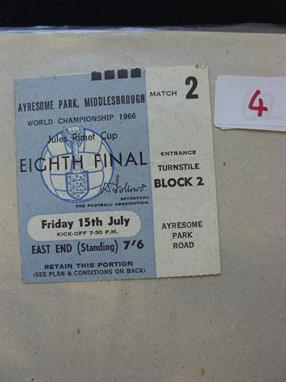 AYRESOME PARK, MIDDLESBROUGH
WORLD CHAMPIONSHIP 1966
Jules Rimet Cup
EIGHTH FINAL
SECRETARY,
THE FOOTBALL ASSOCIATION.
Friday 15th July
KICK-OFF 7-30 P.M.
EAST END (Standing) 7'6
RETAIN THIS PORTION
(SEE PLAN & CONDITIONS ON BACK)
MATCH 2
ENTRANCE
TURNSTILE
BLOCK 2
AYRESOME
PARK
ROAD
4